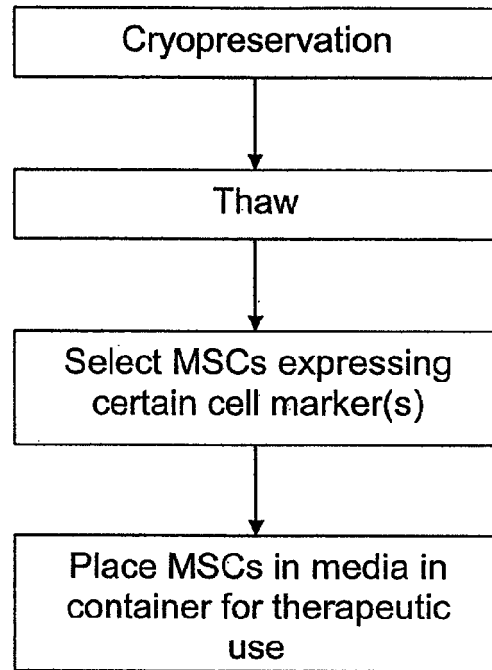 Cryopreservation
Thaw
Select MSCs expressing
certain cell marker(s)
Place MSCs in media in
container for therapeutic
use